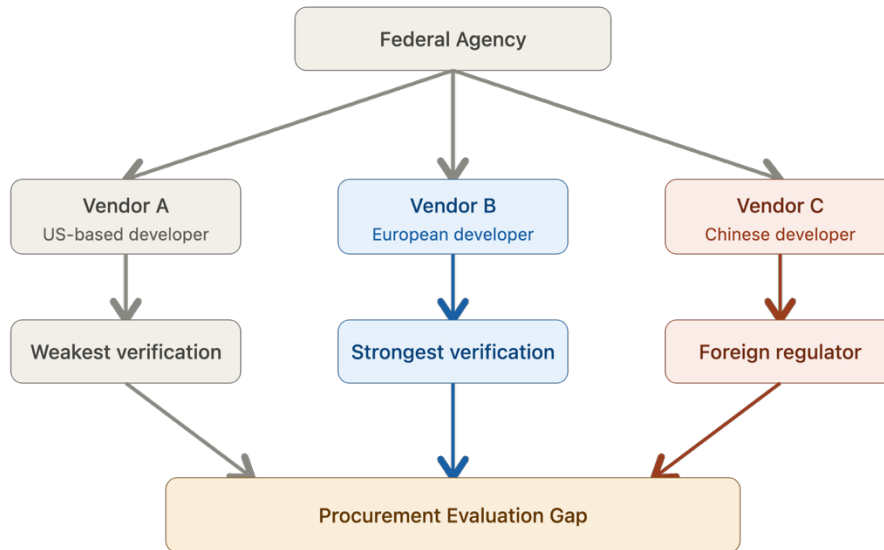 Federal Agency
Vendor A
US-based developer
Vendor B
European developer
Vendor C
Chinese developer
Weakest verification
Strongest verification
Foreign regulator
Procurement Evaluation Gap